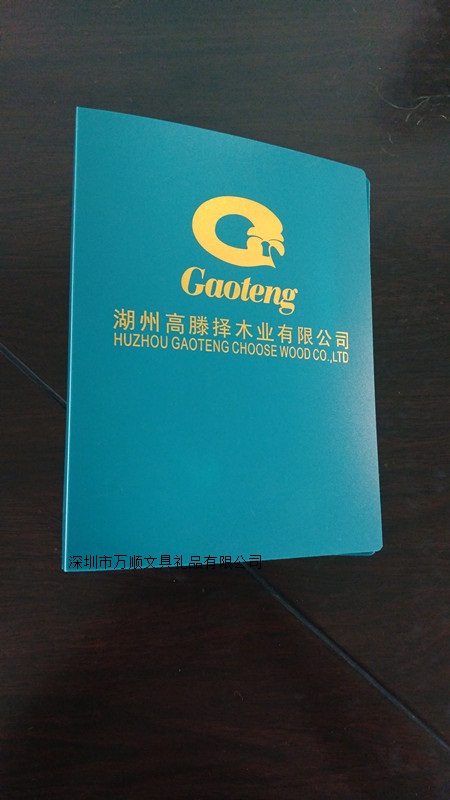 Gaoteng
湖州高滕择木业有限公司
HUZHOU GAOTENG CHOOSE WOOD CO.,LTD
深圳市万顺文具礼品有限公司